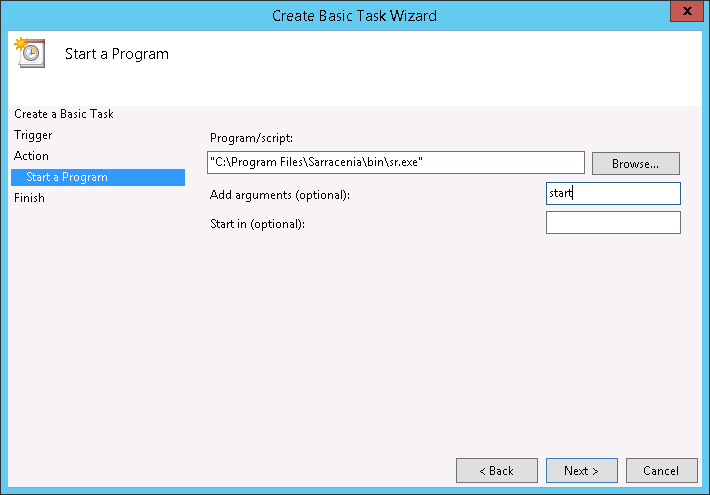 Create Basic Task Wizard
x
Start a Program
Create a Basic Task
Trigger
Action
Start a Program
Finish
Program/script:
"C:\Program Files\Sarracenia\bin\sr.exe"
Browse...
Add arguments (optional):
start
Start in (optional):
< Back
Next >
Cancel